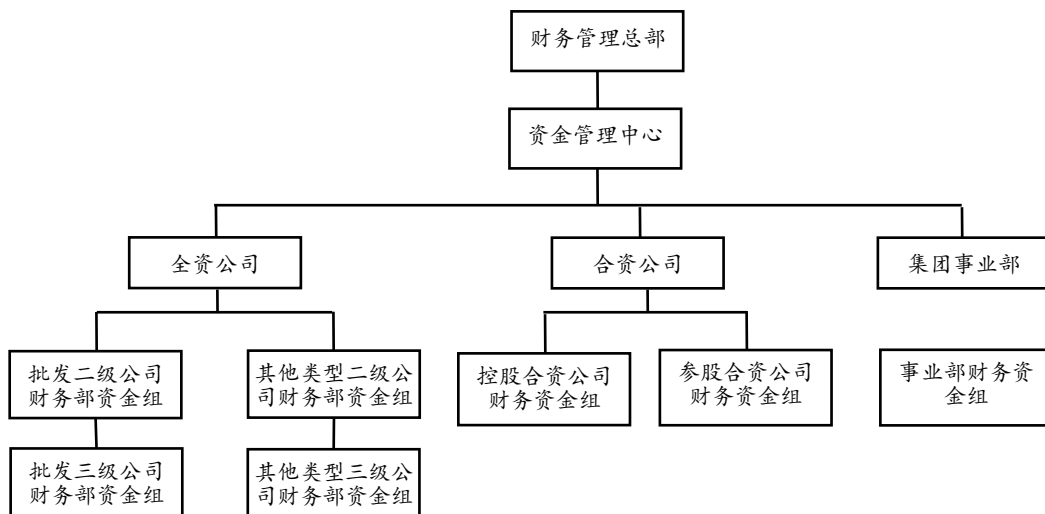 财务管理总部
资金管理中心
全资公司
合资公司
集团事业部
批发二级公司
财务部资金组
其他类型二级公
司财务部资金组
控股合资公司
财务资金组
参股合资公司
财务资金组
事业部财务资
金组
批发三级公司
财务部资金组
其他类型三级公
司财务部资金组